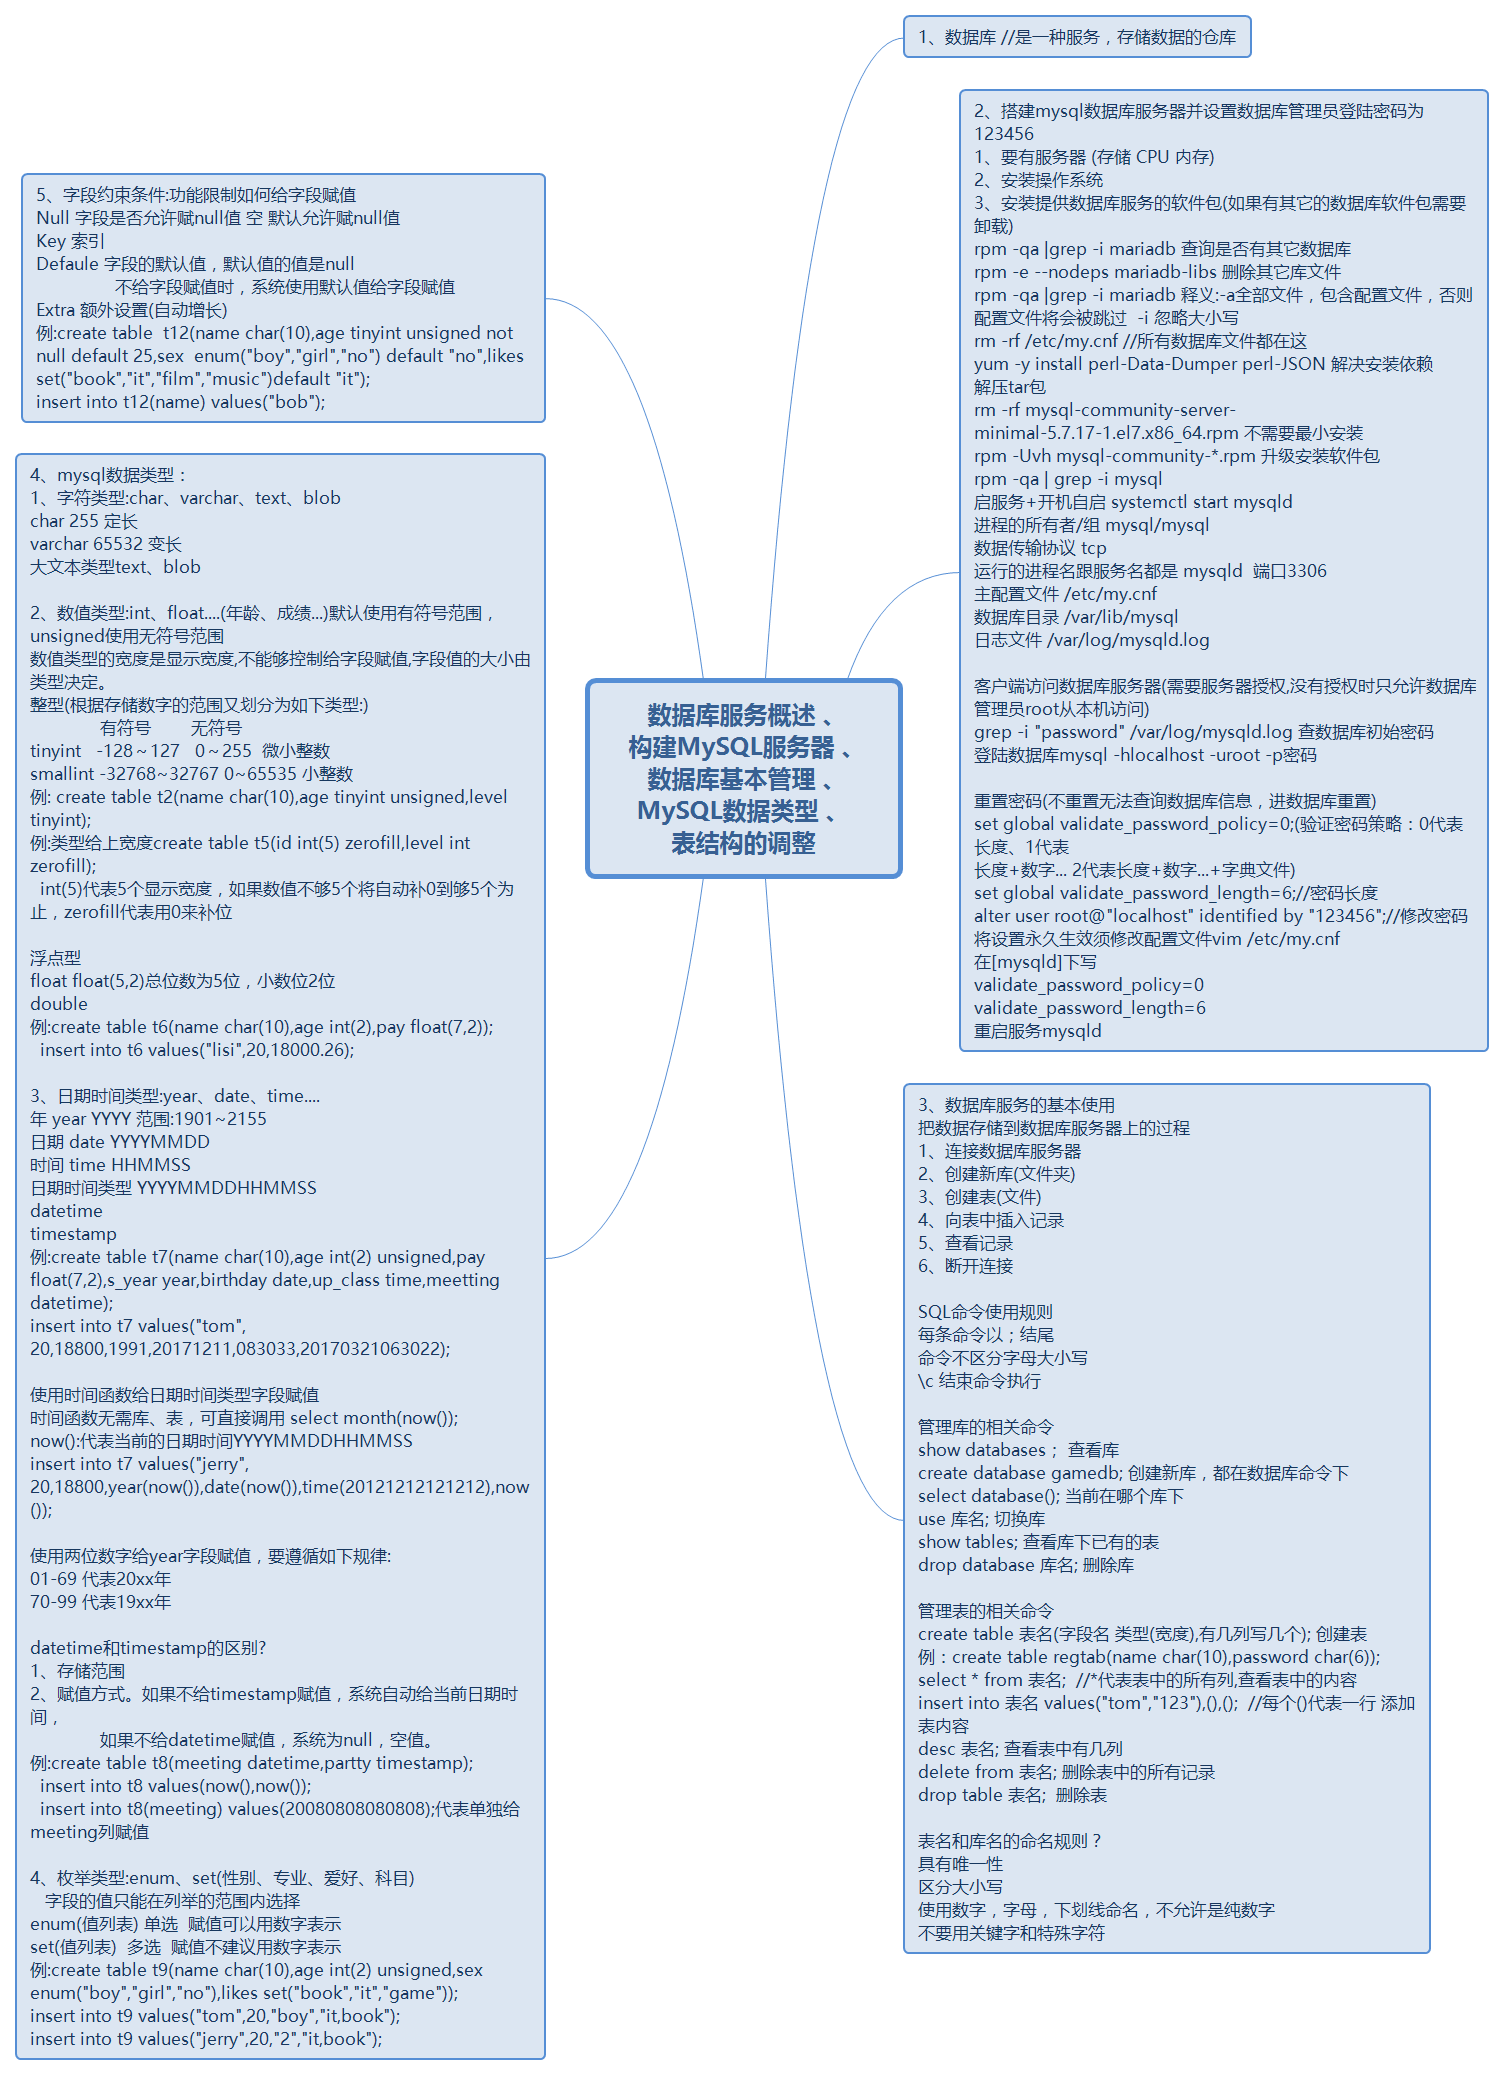 数据库服务概述 、
构建MySQL服务器 、
数据库基本管理 、
MySQL数据类型 、
表结构的调整
1、数据库 //是一种服务，存储数据的仓库
2、搭建mysql数据库服务器并设置数据库管理员登陆密码为
123456
1、要有服务器 (存储 CPU 内存)
2、安装操作系统
3、安装提供数据库服务的软件包(如果有其它的数据库软件包需要
卸载)
rpm -qa |grep -i mariadb 查询是否有其它数据库
rpm -e --nodeps mariadb-libs 删除其它库文件
rpm -qa |grep -i mariadb 释义:-a全部文件，包含配置文件，否则
配置文件将会被跳过  -i 忽略大小写
rm -rf /etc/my.cnf //所有数据库文件都在这
yum -y install perl-Data-Dumper perl-JSON 解决安装依赖
解压tar包
rm -rf mysql-community-server-
minimal-5.7.17-1.el7.x86_64.rpm 不需要最小安装
rpm -Uvh mysql-community-*.rpm 升级安装软件包
rpm -qa | grep -i mysql
启服务+开机自启 systemctl start mysqld
进程的所有者/组 mysql/mysql
数据传输协议 tcp
运行的进程名跟服务名都是 mysqld  端口3306
主配置文件 /etc/my.cnf
数据库目录 /var/lib/mysql
日志文件 /var/log/mysqld.log
客户端访问数据库服务器(需要服务器授权,没有授权时只允许数据库
管理员root从本机访问)
grep -i "password" /var/log/mysqld.log 查数据库初始密码
登陆数据库mysql -hlocalhost -uroot -p密码
重置密码(不重置无法查询数据库信息，进数据库重置)
set global validate_password_policy=0;(验证密码策略：0代表
长度、1代表
长度+数字... 2代表长度+数字...+字典文件)
set global validate_password_length=6;//密码长度
alter user root@"localhost" identified by "123456";//修改密码
将设置永久生效须修改配置文件vim /etc/my.cnf
在[mysqld]下写
validate_password_policy=0
validate_password_length=6
重启服务mysqld
3、数据库服务的基本使用
把数据存储到数据库服务器上的过程
1、连接数据库服务器
2、创建新库(文件夹)
3、创建表(文件)
4、向表中插入记录
5、查看记录
6、断开连接
SQL命令使用规则
每条命令以；结尾
命令不区分字母大小写
\c 结束命令执行
管理库的相关命令
show databases； 查看库
create database gamedb; 创建新库，都在数据库命令下
select database(); 当前在哪个库下
use 库名; 切换库
show tables; 查看库下已有的表
drop database 库名; 删除库
管理表的相关命令
create table 表名(字段名 类型(宽度),有几列写几个); 创建表
例：create table regtab(name char(10),password char(6));
select * from 表名;  //*代表表中的所有列,查看表中的内容
insert into 表名 values("tom","123"),(),();  //每个()代表一行 添加
表内容
desc 表名; 查看表中有几列
delete from 表名; 删除表中的所有记录
drop table 表名;  删除表
表名和库名的命名规则？
具有唯一性
区分大小写
使用数字，字母，下划线命名，不允许是纯数字
不要用关键字和特殊字符
4、mysql数据类型：
1、字符类型:char、varchar、text、blob
char 255 定长
varchar 65532 变长
大文本类型text、blob
2、数值类型:int、float....(年龄、成绩...)默认使用有符号范围，
unsigned使用无符号范围
数值类型的宽度是显示宽度,不能够控制给字段赋值,字段值的大小由
类型决定。
整型(根据存储数字的范围又划分为如下类型:)
有符号        无符号
tinyint   -128～127   0～255  微小整数
smallint -32768~32767 0~65535 小整数
例: create table t2(name char(10),age tinyint unsigned,level
tinyint);
例:类型给上宽度create table t5(id int(5) zerofill,level int
zerofill);
int(5)代表5个显示宽度，如果数值不够5个将自动补0到够5个为
止，zerofill代表用0来补位
浮点型
float float(5,2)总位数为5位，小数位2位
double
例:create table t6(name char(10),age int(2),pay float(7,2));
insert into t6 values("lisi",20,18000.26);
3、日期时间类型:year、date、time....
年 year YYYY 范围:1901~2155
日期 date YYYYMMDD
时间 time HHMMSS
日期时间类型 YYYYMMDDHHMMSS
datetime
timestamp
例:create table t7(name char(10),age int(2) unsigned,pay
float(7,2),s_year year,birthday date,up_class time,meetting
datetime);
insert into t7 values("tom",
20,18800,1991,20171211,083033,20170321063022);
使用时间函数给日期时间类型字段赋值
时间函数无需库、表，可直接调用 select month(now());
now():代表当前的日期时间YYYYMMDDHHMMSS
insert into t7 values("jerry",
20,18800,year(now()),date(now()),time(20121212121212),now
());
使用两位数字给year字段赋值，要遵循如下规律:
01-69 代表20xx年
70-99 代表19xx年
datetime和timestamp的区别?
1、存储范围
2、赋值方式。如果不给timestamp赋值，系统自动给当前日期时
间，
如果不给datetime赋值，系统为null，空值。
例:create table t8(meeting datetime,partty timestamp);
insert into t8 values(now(),now());
insert into t8(meeting) values(20080808080808);代表单独给
meeting列赋值
4、枚举类型:enum、set(性别、专业、爱好、科目)
字段的值只能在列举的范围内选择
enum(值列表) 单选  赋值可以用数字表示
set(值列表)  多选  赋值不建议用数字表示
例:create table t9(name char(10),age int(2) unsigned,sex
enum("boy","girl","no"),likes set("book","it","game"));
insert into t9 values("tom",20,"boy","it,book");
insert into t9 values("jerry",20,"2","it,book");
5、字段约束条件:功能限制如何给字段赋值
Null 字段是否允许赋null值 空 默认允许赋null值
Key 索引
Defaule 字段的默认值，默认值的值是null
不给字段赋值时，系统使用默认值给字段赋值
Extra 额外设置(自动增长)
例:create table  t12(name char(10),age tinyint unsigned not
null default 25,sex  enum("boy","girl","no") default "no",likes
set("book","it","film","music")default "it");
insert into t12(name) values("bob");